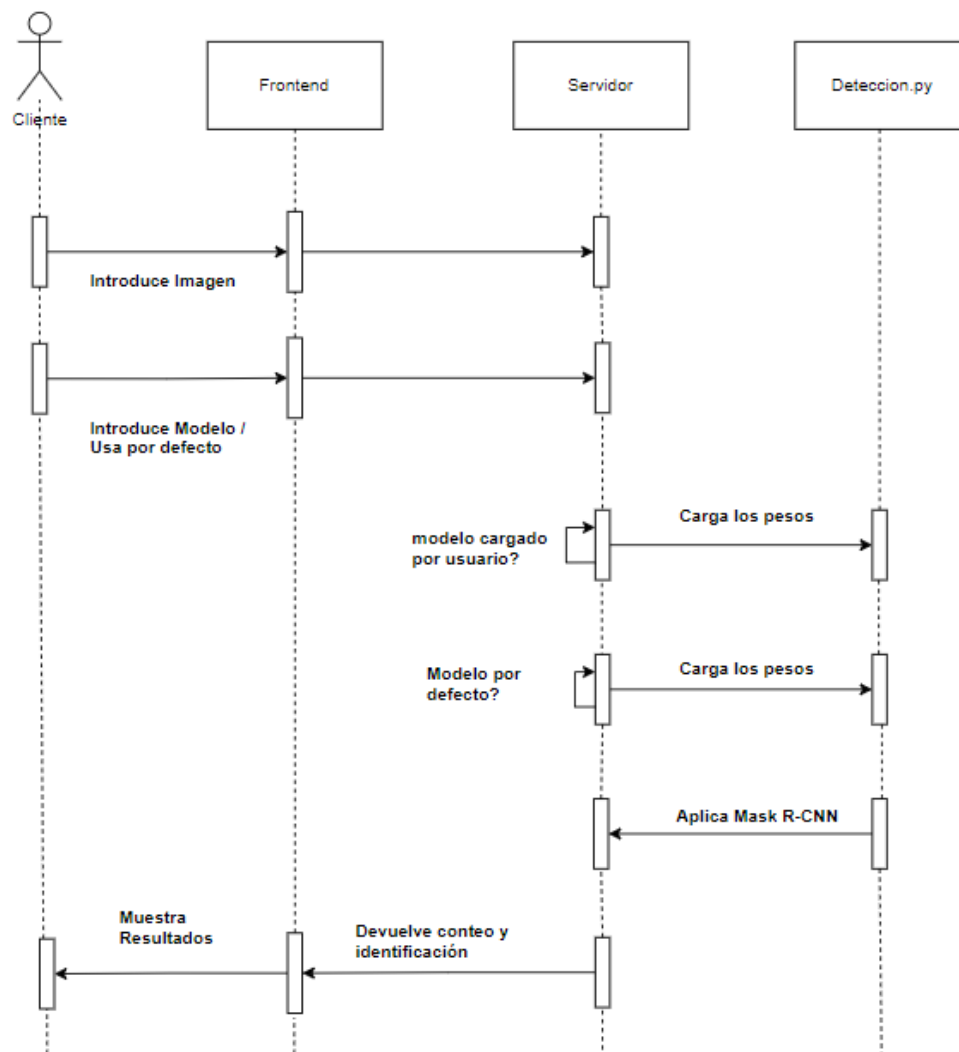 Cliente
Frontend
Servidor
Deteccion.py
Introduce Imagen
Introduce Modelo /
Usa por defecto
modelo cargado
por usuario?
Carga los pesos
Modelo por
defecto?
Carga los pesos
Aplica Mask R-CNN
Muestra
Resultados
Devuelve conteo y
identificación